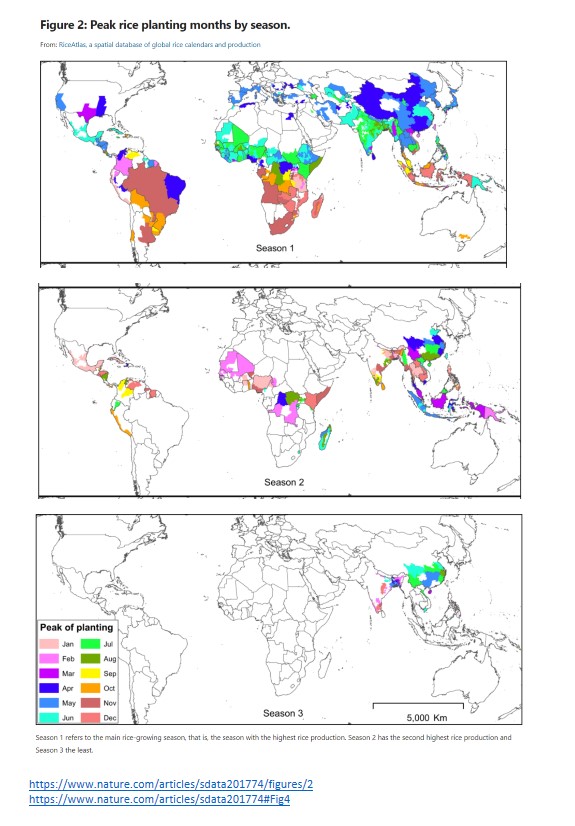 Figure 2: Peak rice planting months by season.
From: RiceAtlas, a spatial database of global rice calendars and production
Season 1
Season 2
Peak of planting
Jan Jul
Feb Aug
Mar Sep
Apr Oct
May Nov
Jun Dec
Season 3
5,000 Km
Season 1 refers to the main rice-growing season, that is, the season with the highest rice production. Season 2 has the second highest rice production and
Season 3 the least.
https://www.nature.com/articles/sdata201774/figures/2
https://www.nature.com/articles/sdata201774#Fig4